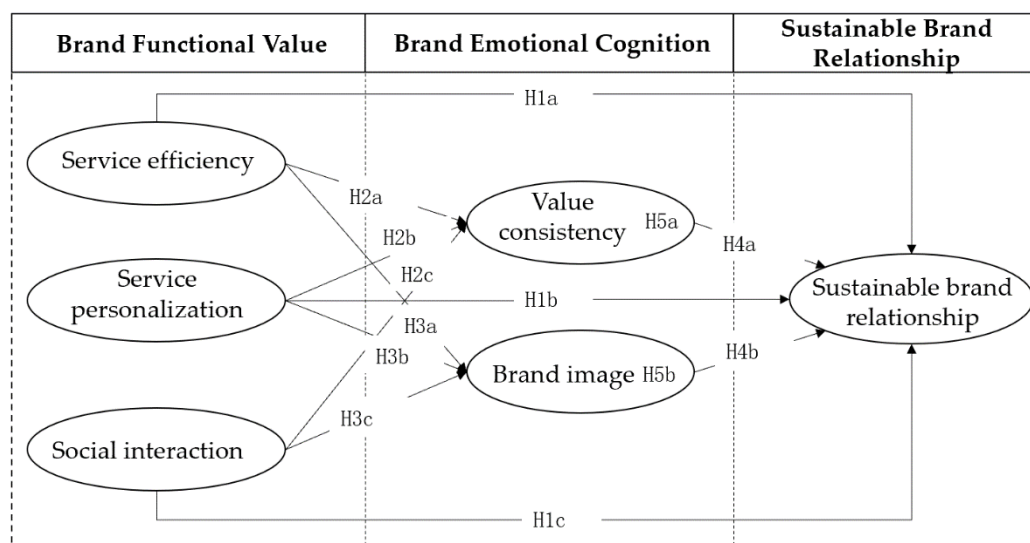 Brand Functional Value
Brand Emotional Cognition
Sustainable Brand
Relationship
H1a
Service efficiency
H2a
Value
consistency
H5a
H2b
H4a
H2c
Service
personalization
H1b
Sustainable brand
relationship
H3a
H3b
H4b
Brand image
H5b
H3c
Social interaction
H1c